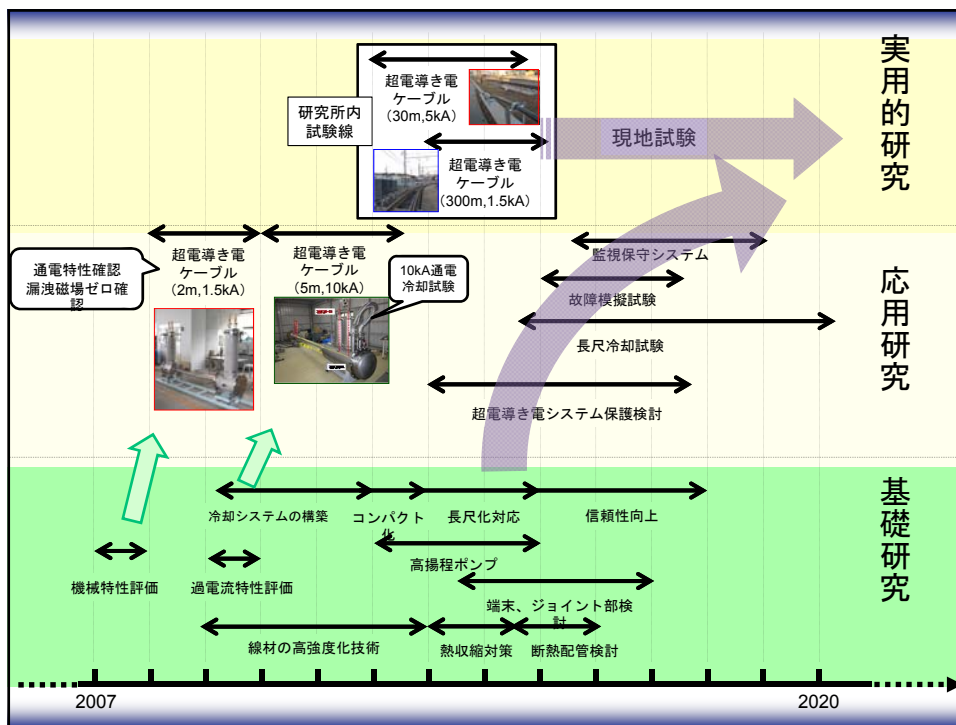 実用的研究
超電導き電
ケーブル
（30m,5kA）
研究所内
試験線
現地試験
超電導き電
ケーブル
（300m,1.5kA）
応用研究
通電特性確認
漏洩磁場ゼロ確
認
超電導き電
ケーブル
（2m,1.5kA）
超電導き電
ケーブル
（5m,10kA）
10kA通電
冷却試験
監視保守システム
故障模擬試験
長尺冷却試験
超電導き電システム保護検討
基礎研究
冷却システムの構築
コンパクト
化
長尺化対応
信頼性向上
高揚程ポンプ
機械特性評価
過電流特性評価
端末、ジョイント部検
討
線材の高強度化技術
熱収縮対策
断熱配管検討
2007
2020